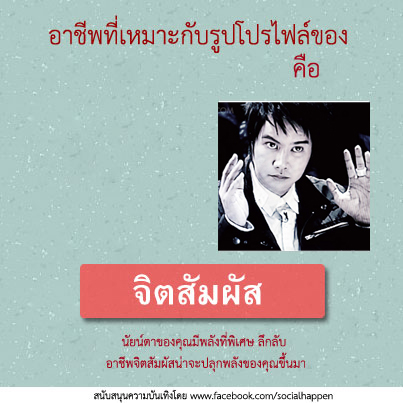 อาชีพที่เหมาะกับรูปโปรไฟล์ของ
คือ
จิตสัมผัส
นัยน์ตาของคุณมีพลังที่พิเศษ ลึกลับ
อาชีพจิตสัมผัสน่าจะปลุกพลังของคุณขึ้นมา
สนับสนุนความบันเทิงโดย www.facebook.com/socialhappen